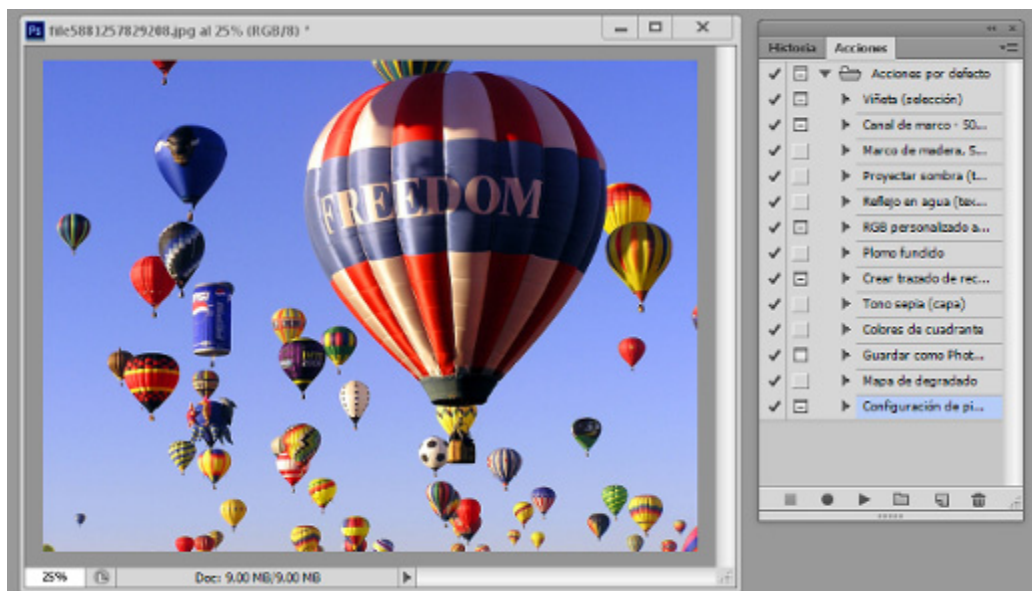 Ps file5881257829208.jpg al 25% (RGB/8) *
FREEDOM
25%
Doc: 9.00 MB/9.00 MB
Historia
Acciones
Acciones por defecto
Viñeta (selección)
Canal de marco - 50...
Marco de madera, 5...
Proyectar sombra (t...
Reflejo en agua (tex...
RGB personalizado a...
Plomo fundido
Crear trazado de rec...
Tono sepia (capa)
Colores de cuadrante
Guardar como Phot...
Mapa de degradado
Configuración de pi...